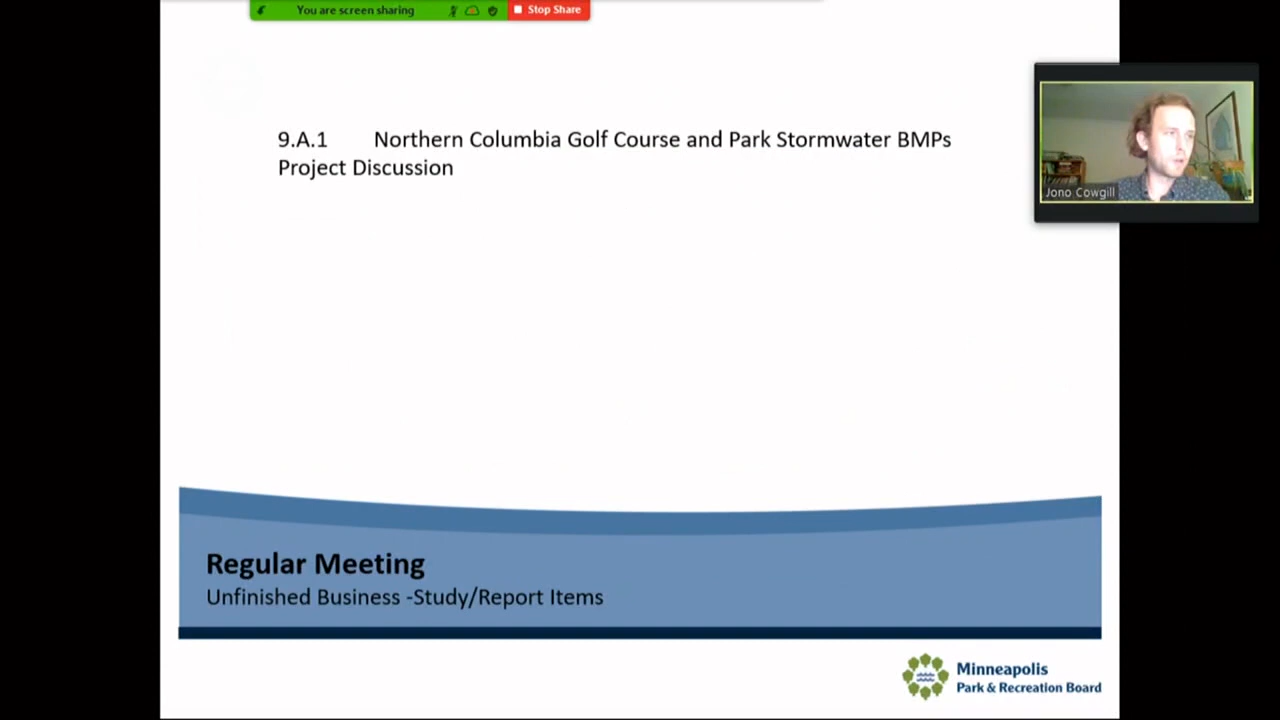 You are screen sharing
Stop Share
9.A.1 Northern Columbia Golf Course and Park Stormwater BMPs
Project Discussion
Jono Cowgill
Regular Meeting
Unfinished Business -Study/Report Items
Minneapolis
Park & Recreation Board